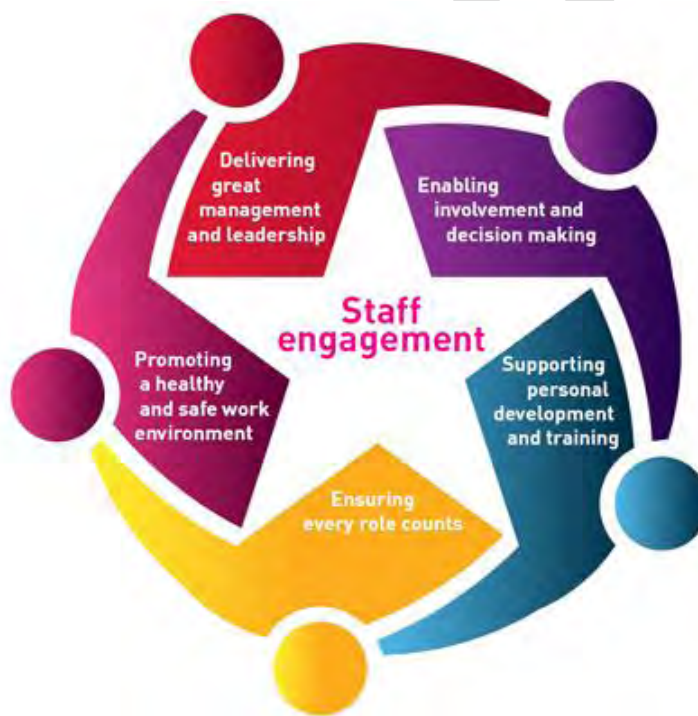 Delivering
great
management
and leadership
Enabling
involvement and
decision making
Staff
engagement
Promoting
a healthy
and safe work
environment
Supporting
personal
development
and training
Ensuring
every role counts